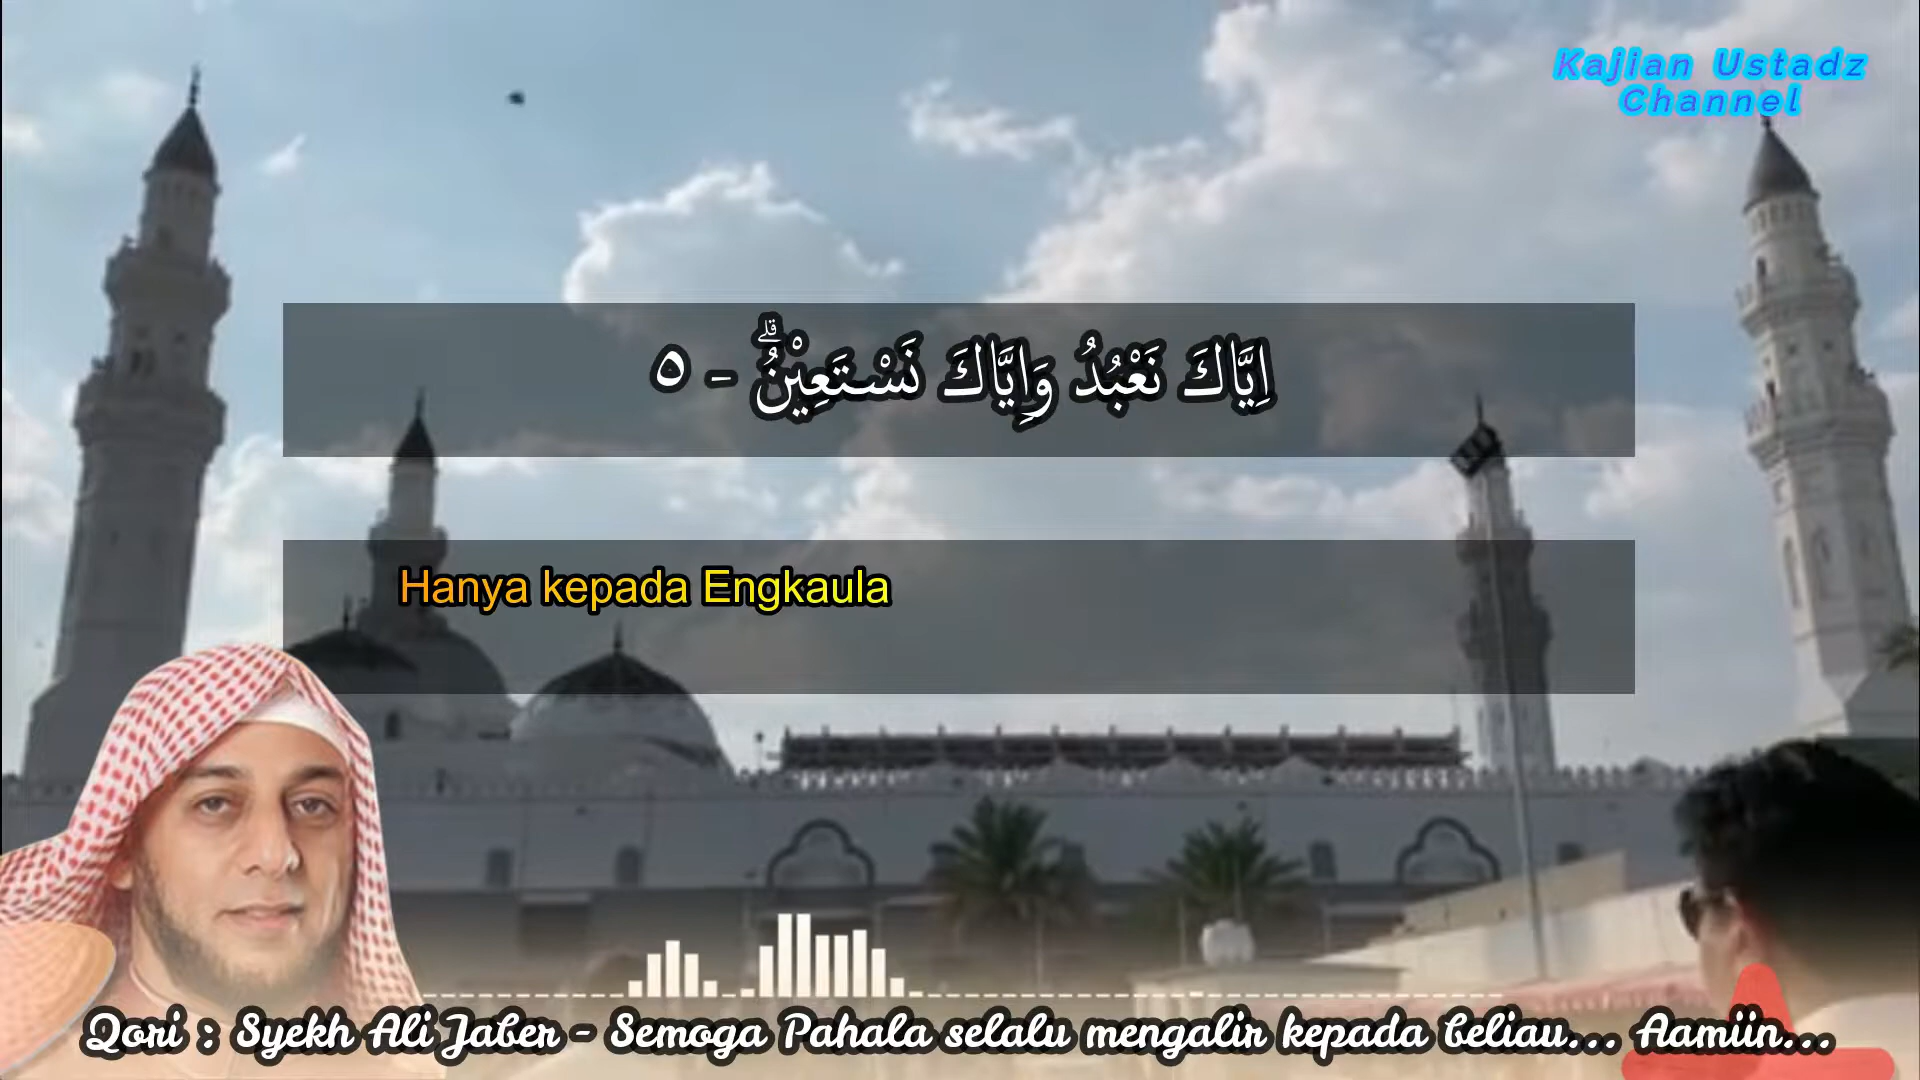 Kajian Ustadz
Channel
اِيَّاكَ نَعْبُدُ وَاِيَّاكَ نَسْتَعِيْنُۗ - ٥
Hanya kepada Engkaula
Qori : Syekh Ali Jaber - Semoga Pahala selalu mengalir kepada beliau... Aamiin...